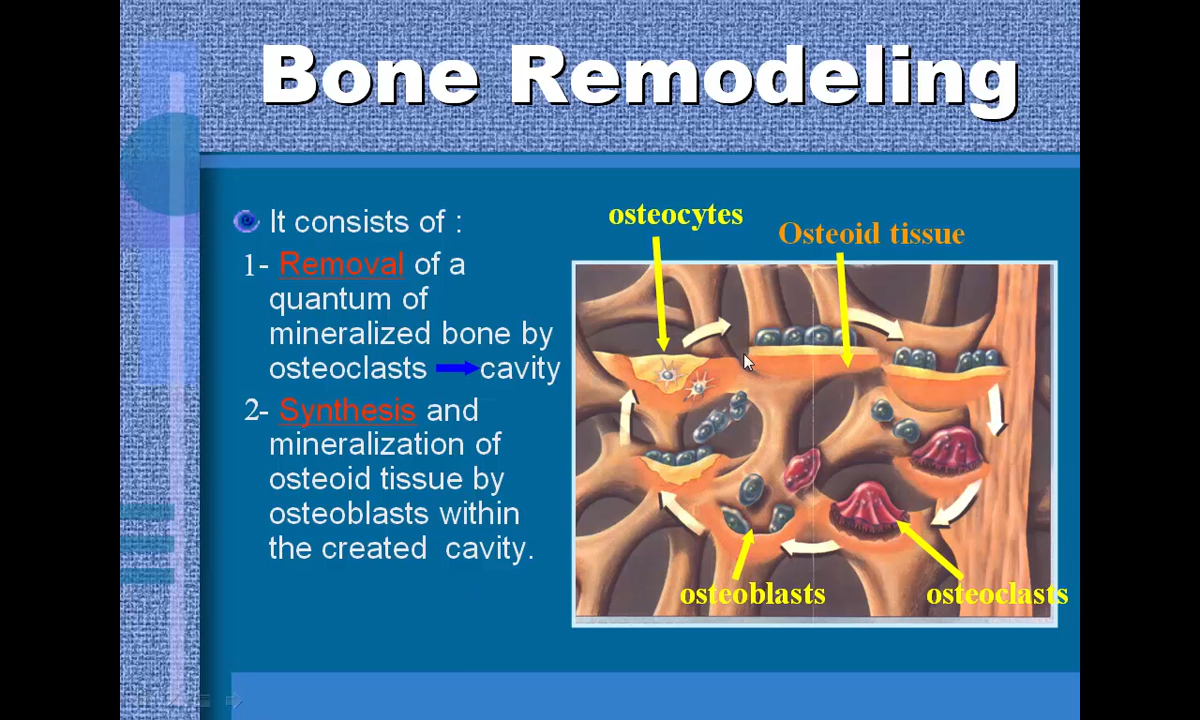 Bone Remodeling
It consists of :
1- Removal of a
quantum of
mineralized bone by
osteoclasts cavity
2- Synthesis and
mineralization of
osteoid tissue by
osteoblasts within
the created cavity.
osteocytes
Osteoid tissue
osteoblasts
osteoclasts